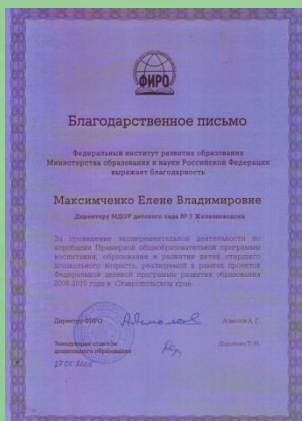 ФИРО
Благодарственное письмо
Федеральный институт развития образования
Министерства образования и науки Российской Федерации
выражает благодарность
Максимченко Елене Владимировне
Директору МДОУ детского сада № 7 Железноводска
За проведение экспериментальной деятельности по
апробации Примерной общеобразовательной программы
воспитания, образования и развития детей старшего
дошкольного возраста, реализуемой в рамках проектов
Федеральной целевой программы развития образования
2006-2010 года в Ставропольском крае.
Директор ФИРО
Асмолов А. Г.
Заведующая отделом
дошкольного образования
Доронова Т. Н.